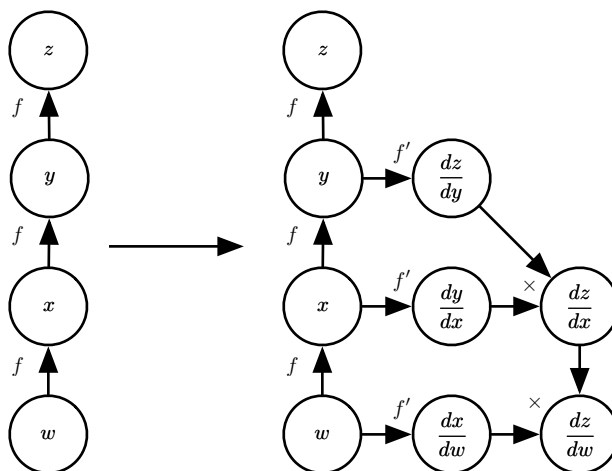 z z
f f
y y f′ dz/dy
f f
x x f′ dy/dx × dz/dx
f f
w w f′ dx/dw × dz/dw